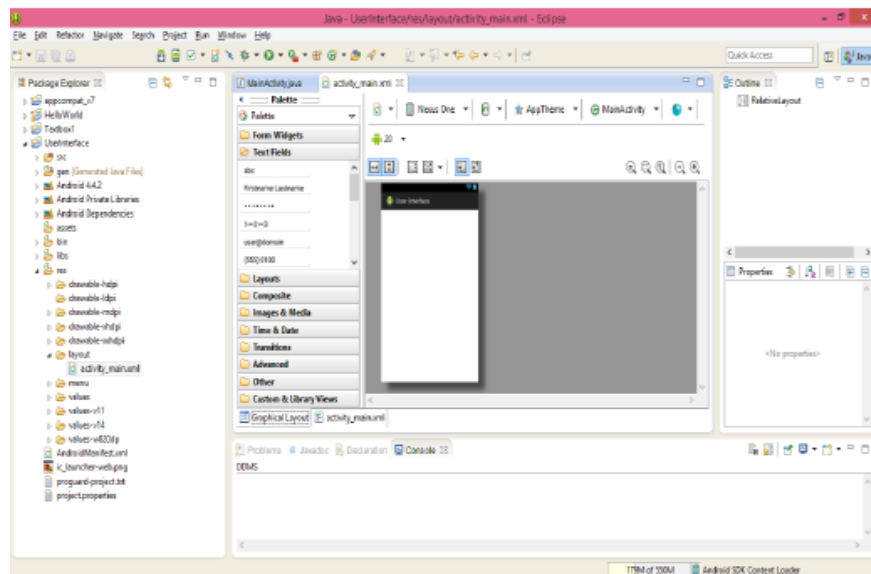 Java - UserInterface/res/layout/activity_main.xml - Eclipse
File Edit Refactor Navigate Search Project Run Window Help
Quick Access
Java
Package Explorer
appcompat_v7
HelloWorld
Textbox1
UserInterface
src
gen [Generated Java Files]
Android 4.4.2
Android Private Libraries
Android Dependencies
assets
bin
libs
res
drawable-hdpi
drawable-ldpi
drawable-mdpi
drawable-xhdpi
drawable-xxhdpi
layout
activity_main.xml
menu
values
values-v11
values-v14
values-w820dp
AndroidManifest.xml
ic_launcher-web.png
proguard-project.txt
project.properties
MainActivity.java
activity_main.xml
Palette
Palette
Form Widgets
Text Fields
abc
Firstname Lastname
1=2=3
user@domain
(555) 0100
Layouts
Composite
Images & Media
Time & Date
Transitions
Advanced
Other
Custom & Library Views
Graphical Layout
activity_main.xml
Nexus One
AppTheme
MainActivity
20
User Interface
Outline
RelativeLayout
Properties
<No properties>
Problems
Javadoc
Declaration
Console
DDMS
179M of 550M
Android SDK Content Loader